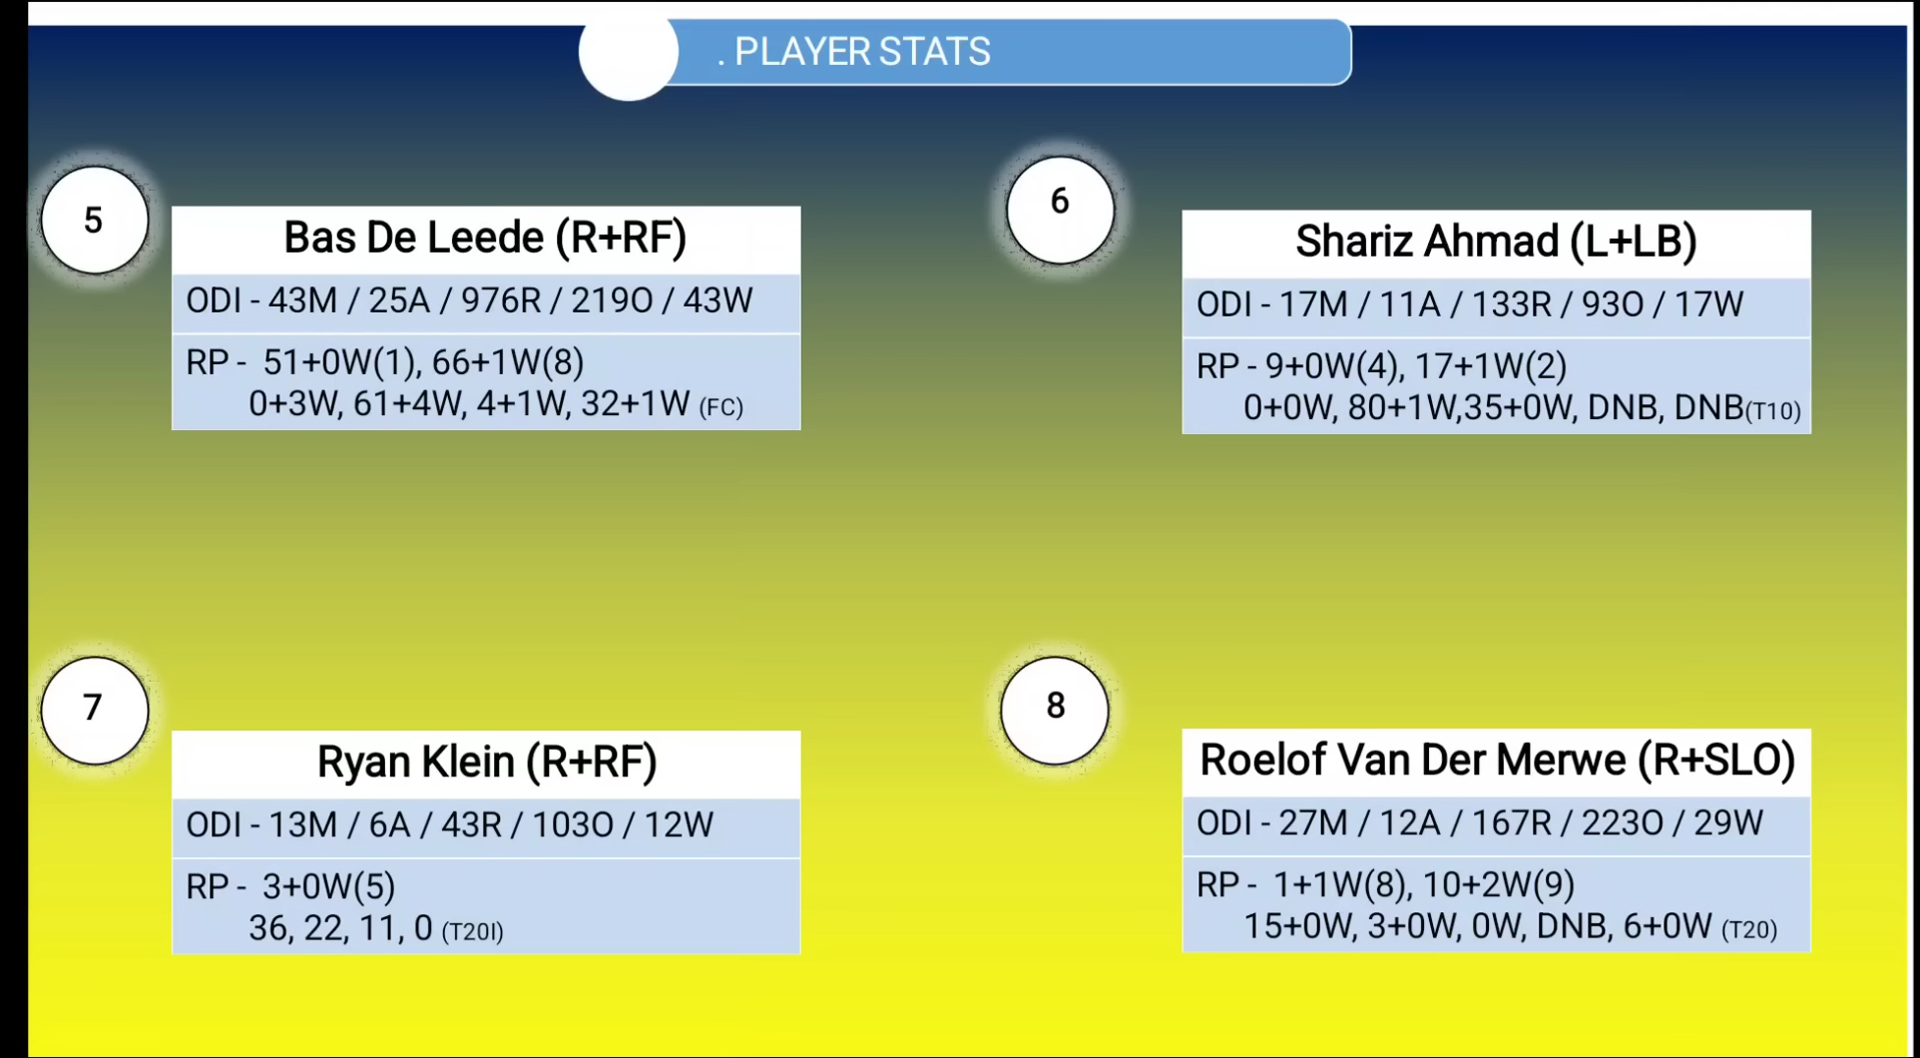 . PLAYER STATS
5
Bas De Leede (R+RF)
ODI - 43M / 25A / 976R / 219O / 43W
RP - 51+0W(1), 66+1W(8)
0+3W, 61+4W, 4+1W, 32+1W (FC)
6
Shariz Ahmad (L+LB)
ODI - 17M / 11A / 133R / 93O / 17W
RP - 9+0W(4), 17+1W(2)
0+0W, 80+1W,35+0W, DNB, DNB(T10)
7
Ryan Klein (R+RF)
ODI - 13M / 6A / 43R / 103O / 12W
RP - 3+0W(5)
36, 22, 11, 0 (T20I)
8
Roelof Van Der Merwe (R+SLO)
ODI - 27M / 12A / 167R / 223O / 29W
RP - 1+1W(8), 10+2W(9)
15+0W, 3+0W, 0W, DNB, 6+0W (T20)